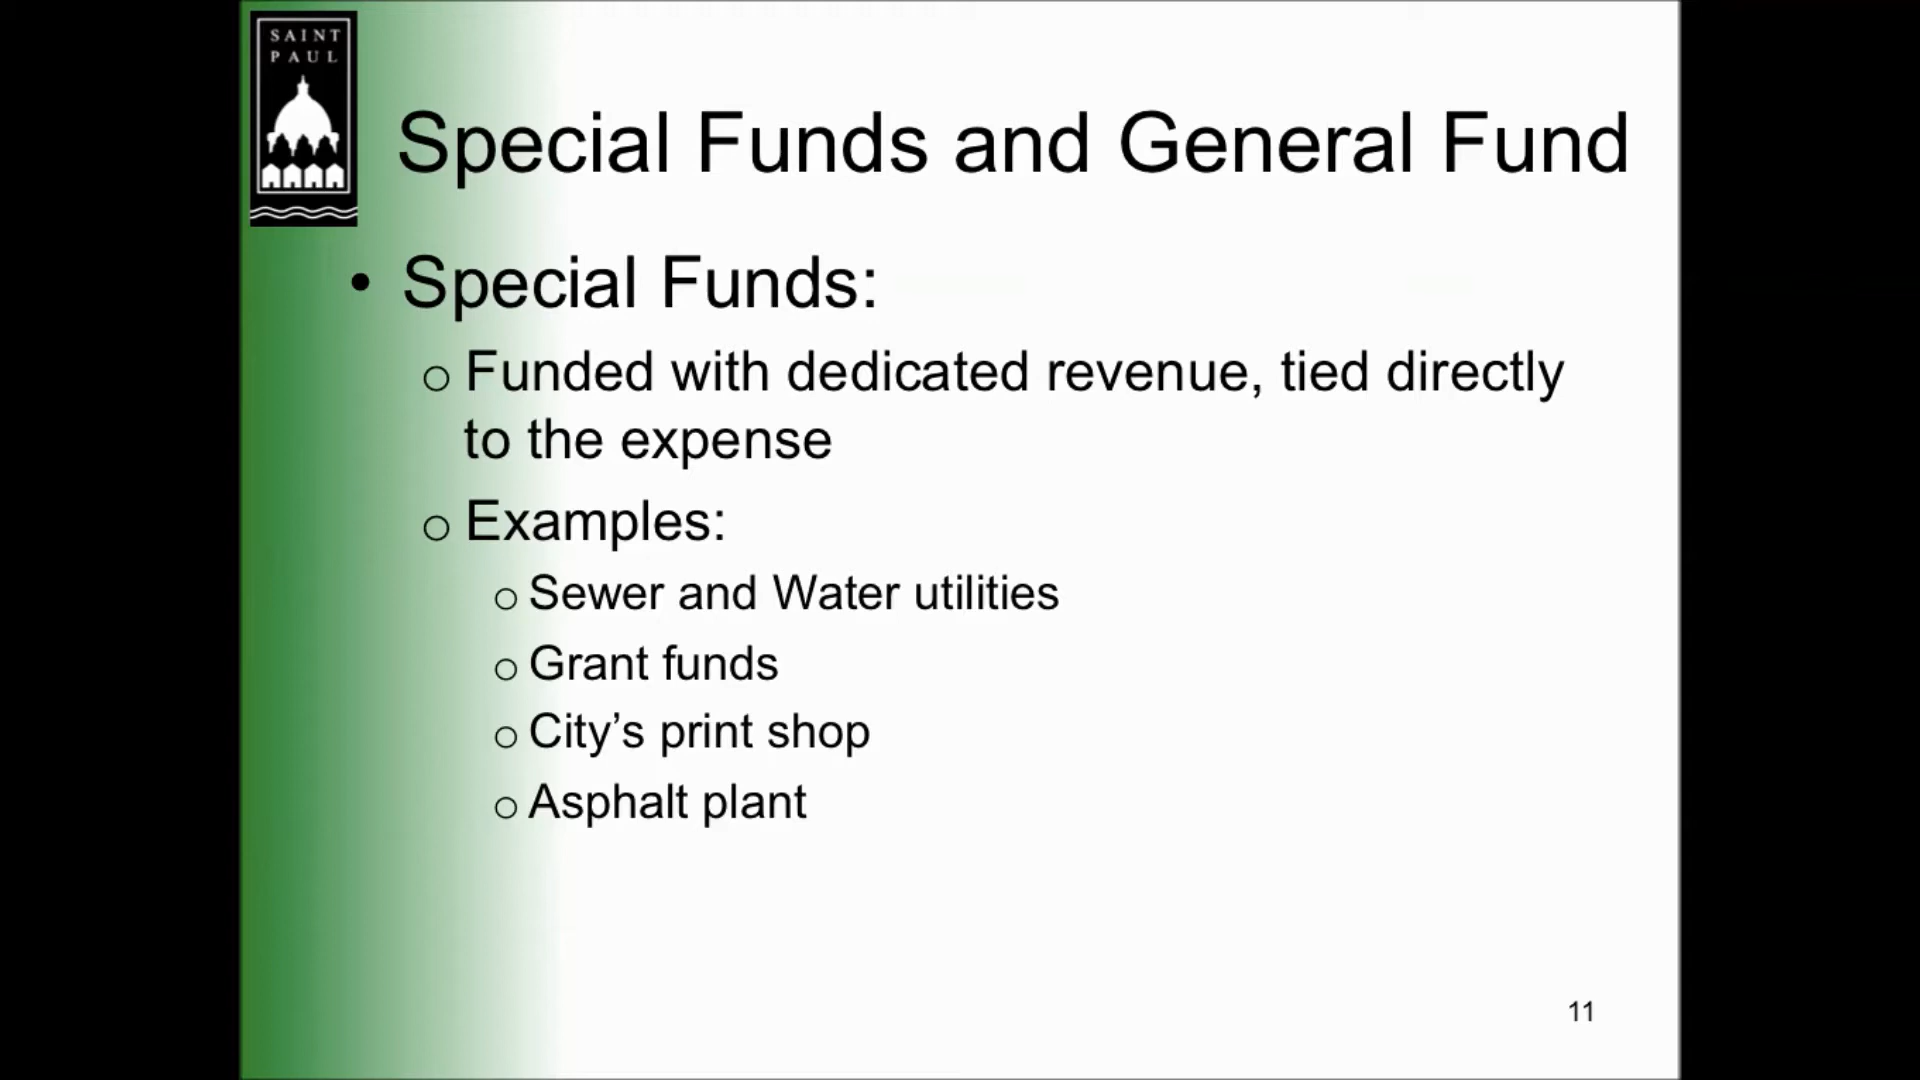 SAINT
PAUL
Special Funds and General Fund
• Special Funds:
o Funded with dedicated revenue, tied directly
to the expense
o Examples:
o Sewer and Water utilities
o Grant funds
o City’s print shop
o Asphalt plant
11